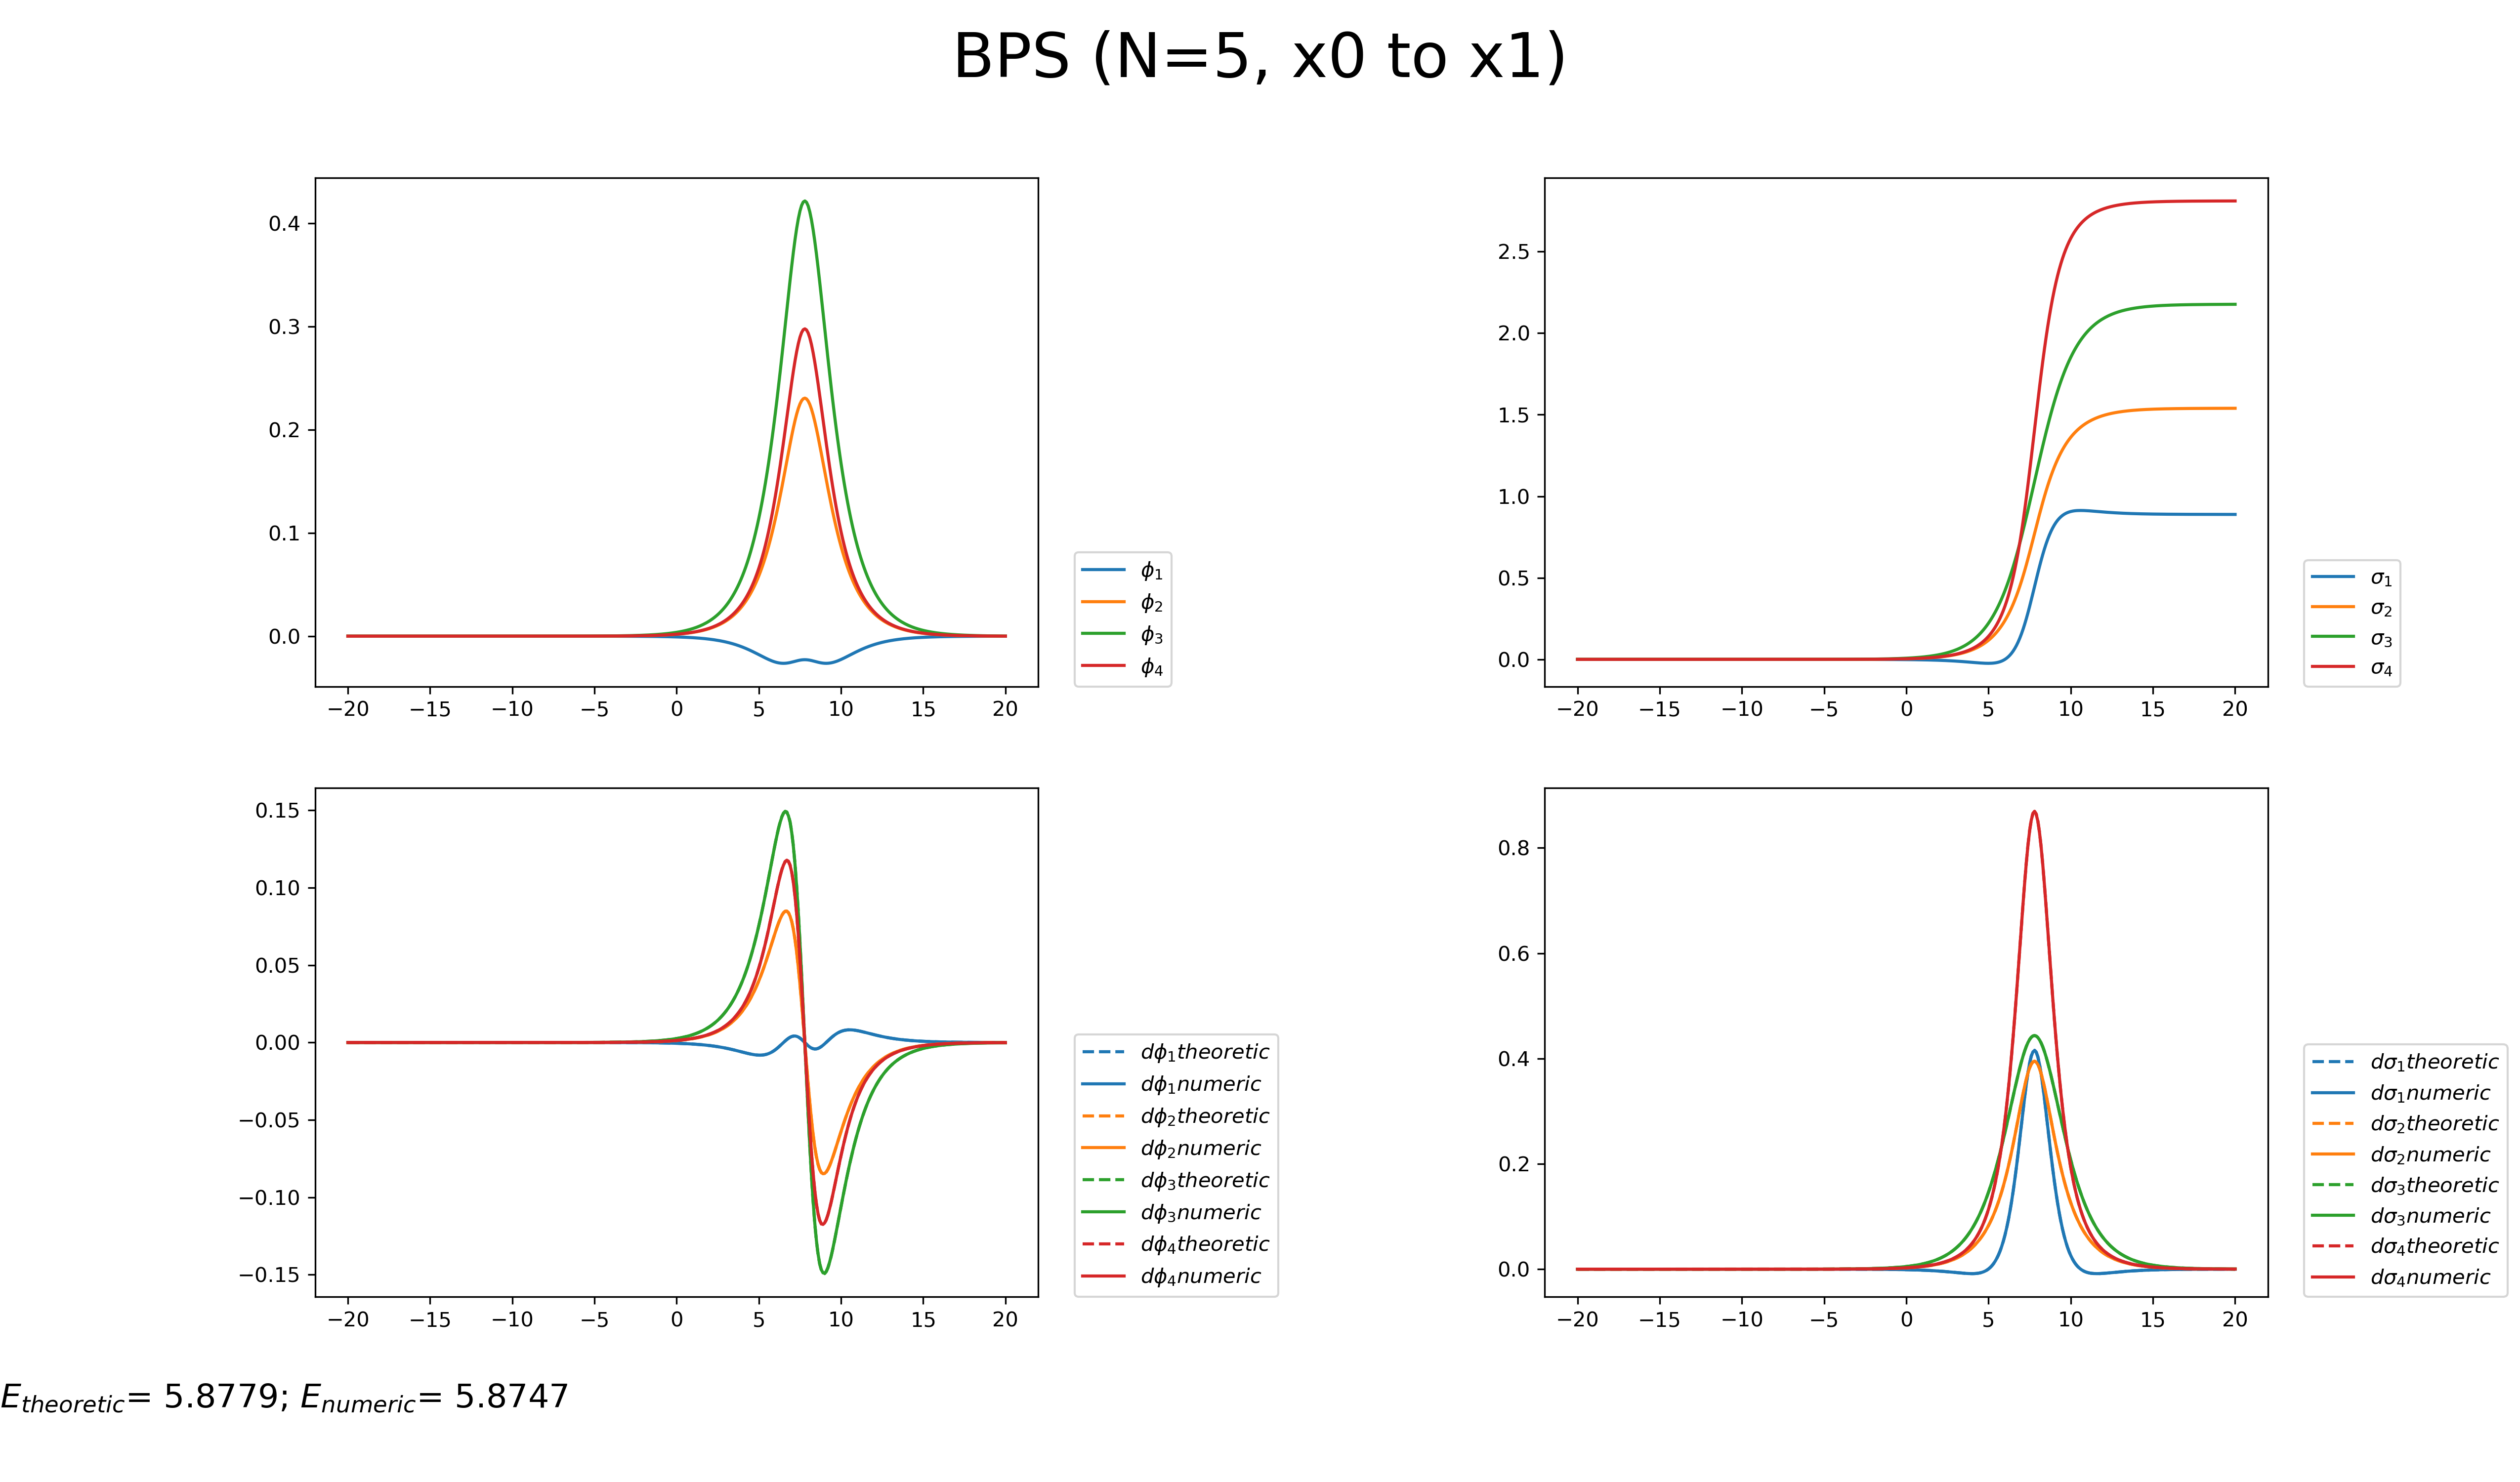 BPS (N=5, x0 to x1)
0.4
0.3
0.2
0.1
0.0
−20 −15 −10 −5 0 5 10 15 20
ϕ₁
ϕ₂
ϕ₃
ϕ₄
2.5
2.0
1.5
1.0
0.5
0.0
−20 −15 −10 −5 0 5 10 15 20
σ₁
σ₂
σ₃
σ₄
0.15
0.10
0.05
0.00
−0.05
−0.10
−0.15
−20 −15 −10 −5 0 5 10 15 20
dϕ₁theoretic
dϕ₁numeric
dϕ₂theoretic
dϕ₂numeric
dϕ₃theoretic
dϕ₃numeric
dϕ₄theoretic
dϕ₄numeric
0.8
0.6
0.4
0.2
0.0
−20 −15 −10 −5 0 5 10 15 20
dσ₁theoretic
dσ₁numeric
dσ₂theoretic
dσ₂numeric
dσ₃theoretic
dσ₃numeric
dσ₄theoretic
dσ₄numeric
E_theoretic= 5.8779; E_numeric= 5.8747